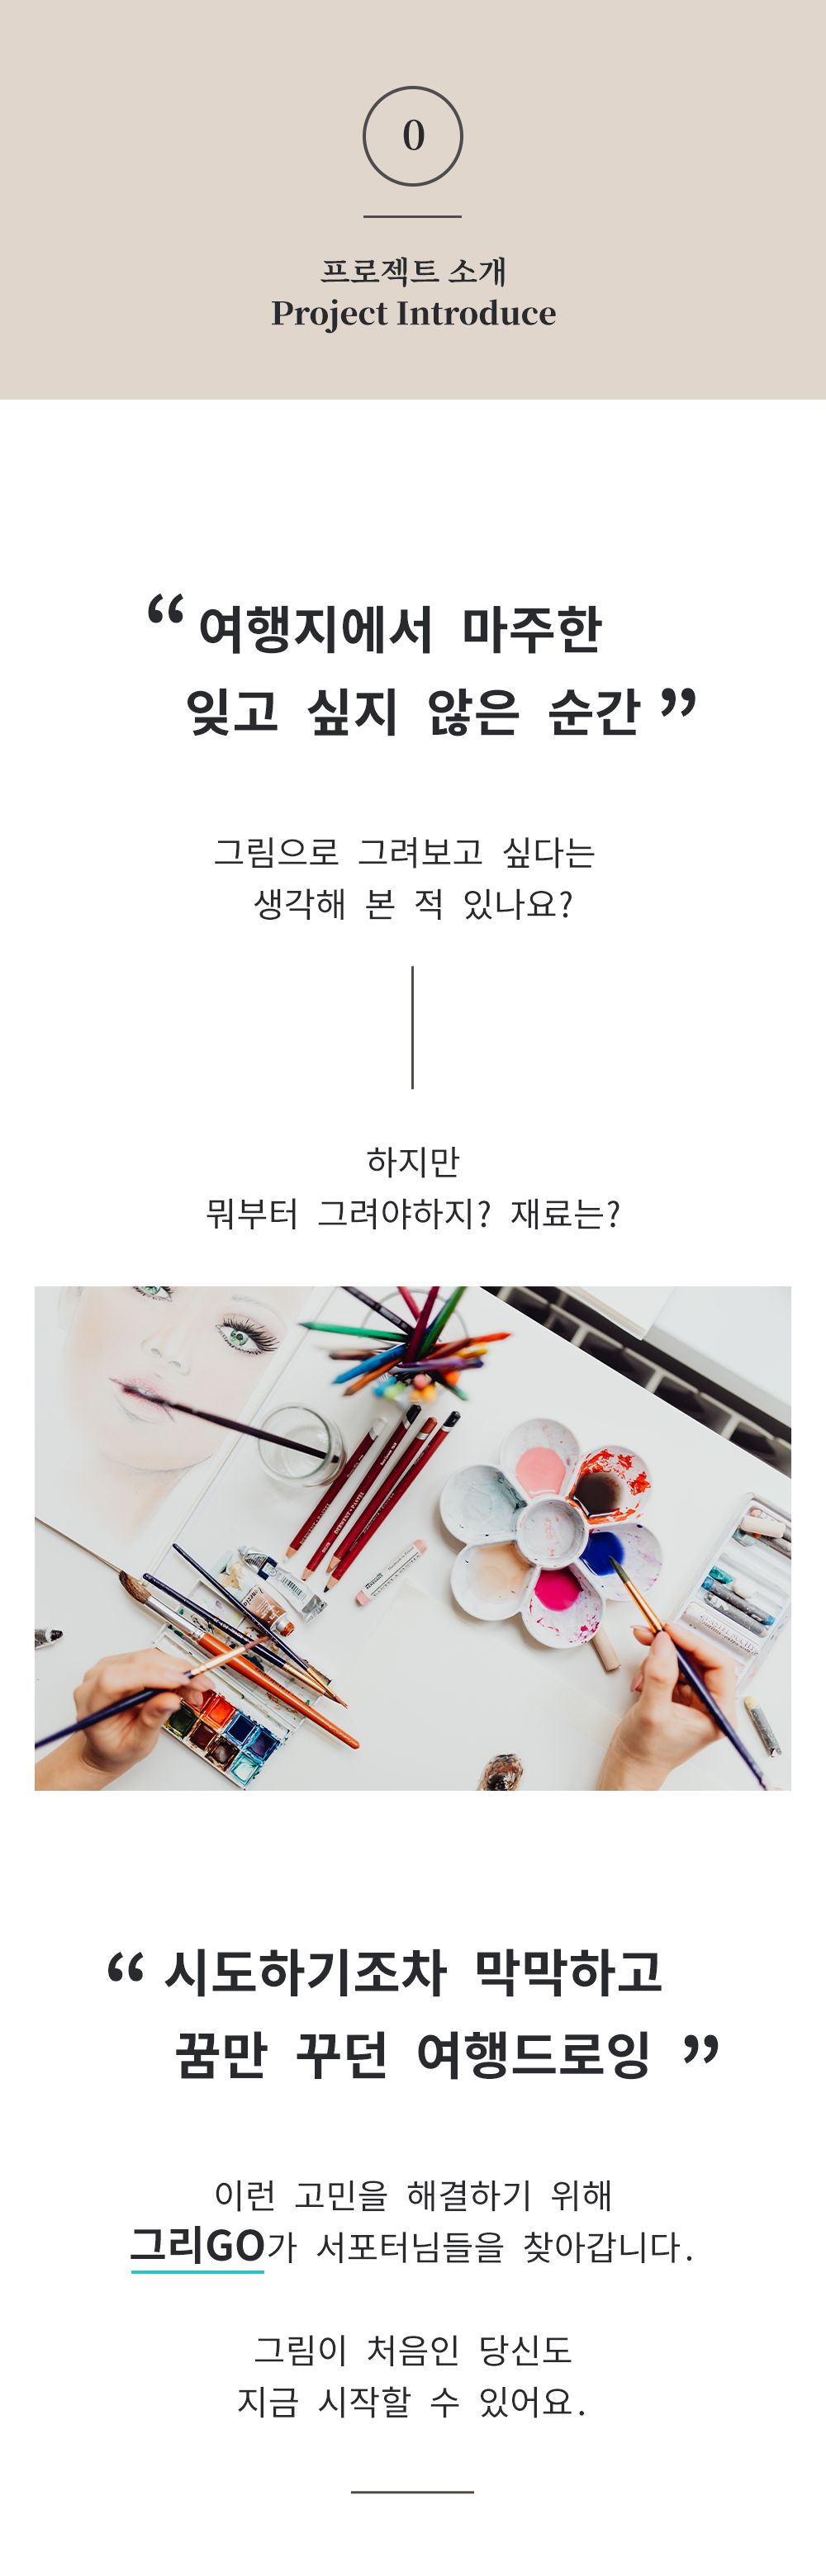 0
프로젝트 소개
Project Introduce
“ 여행지에서 마주한
잊고 싶지 않은 순간 ”
그림으로 그려보고 싶다는
생각해 본 적 있나요?
하지만
뭐부터 그려야하지? 재료는?
“ 시도하기조차 막막하고
꿈만 꾸던 여행드로잉 ”
이런 고민을 해결하기 위해
그리GO가 서포터님들을 찾아갑니다.
그림이 처음인 당신도
지금 시작할 수 있어요.